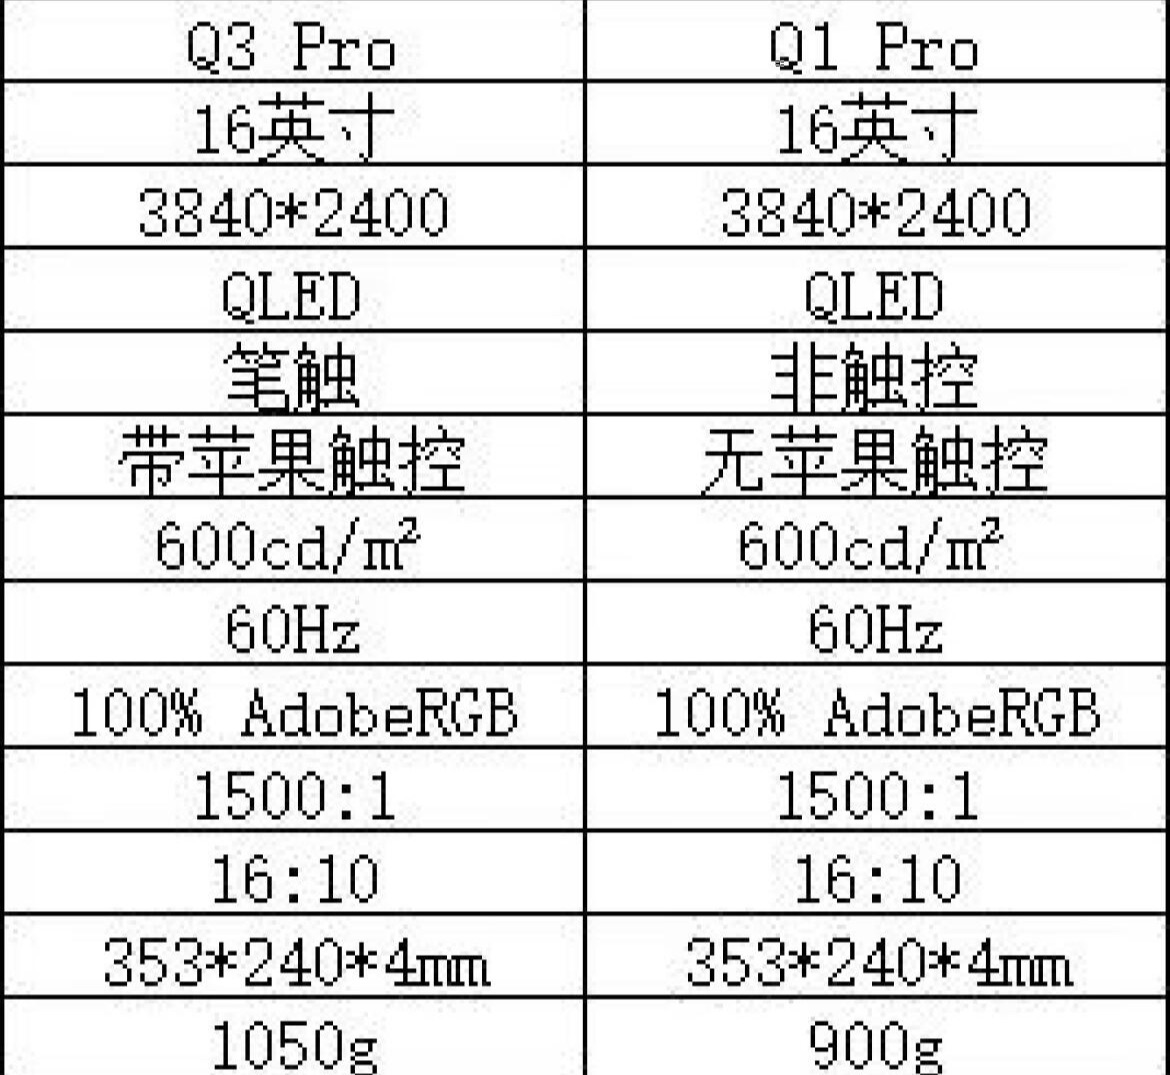 Q3 Pro Q1 Pro
16英寸 16英寸
3840*2400 3840*2400
QLED QLED
笔触 非触控
带苹果触控 无苹果触控
600cd/m² 600cd/m²
60Hz 60Hz
100% AdobeRGB 100% AdobeRGB
1500:1 1500:1
16:10 16:10
353*240*4mm 353*240*4mm
1050g 900g